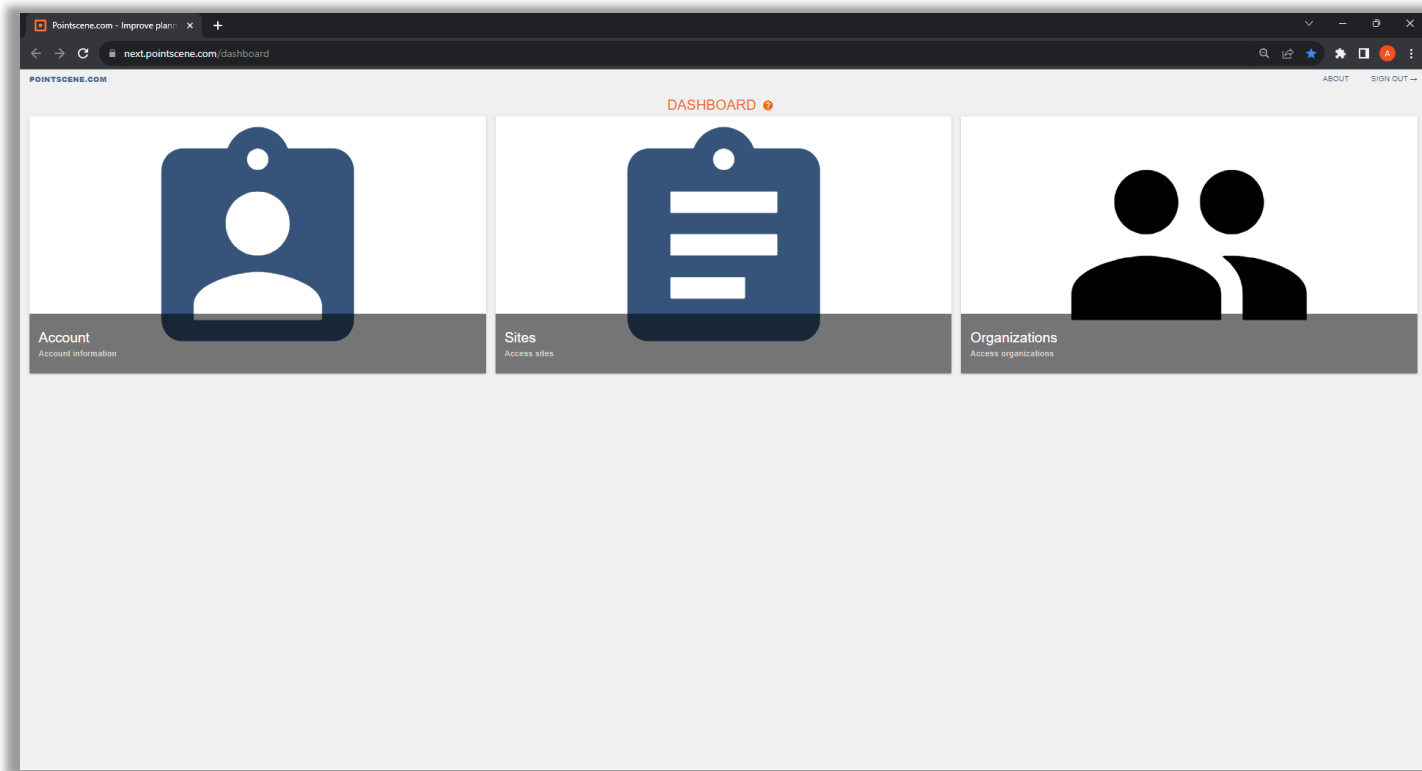 Pointscene.com - Improve plann
next.pointscene.com/dashboard
A
POINTSCENE.COM
ABOUT
SIGN OUT →
DASHBOARD ?
Account
Account information
Sites
Access sites
Organizations
Access organizations